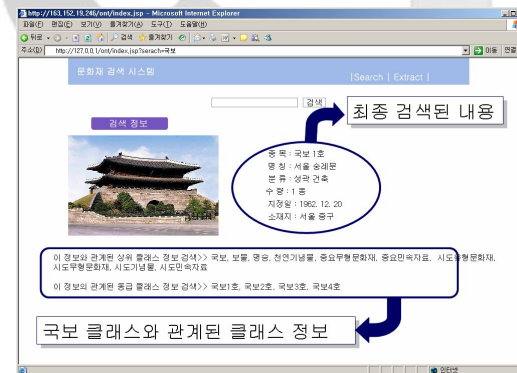 http://163.152.19.246/ont/index.jsp - Microsoft Internet Explorer
파일(F) 편집(E) 보기(V) 즐겨찾기(A) 도구(T) 도움말(H)
뒤로 검색 즐겨찾기
주소(D) http://127.0.0.1/ont/index.jsp?serach=국보 이동 연결
문화재 검색 시스템
|Search | Extract |
검색
최종 검색된 내용
검색 정보
종 목 : 국보 1호
명 칭 : 서울 숭례문
분 류 : 성곽 건축
수 량 : 1 동
지정일 : 1962. 12. 20
소재지 : 서울 중구
이 정보와 관계된 상위 클래스 정보 검색>> 국보, 보물, 명승, 천연기념물, 중요무형문화재, 중요민속자료, 시도유형문화재,
시도무형문화재, 시도기념물, 시도민속자료
이 정보의 관계된 동급 클래스 정보 검색>> 국보1호, 국보2호, 국보3호, 국보4호
국보 클래스와 관계된 클래스 정보
인터넷